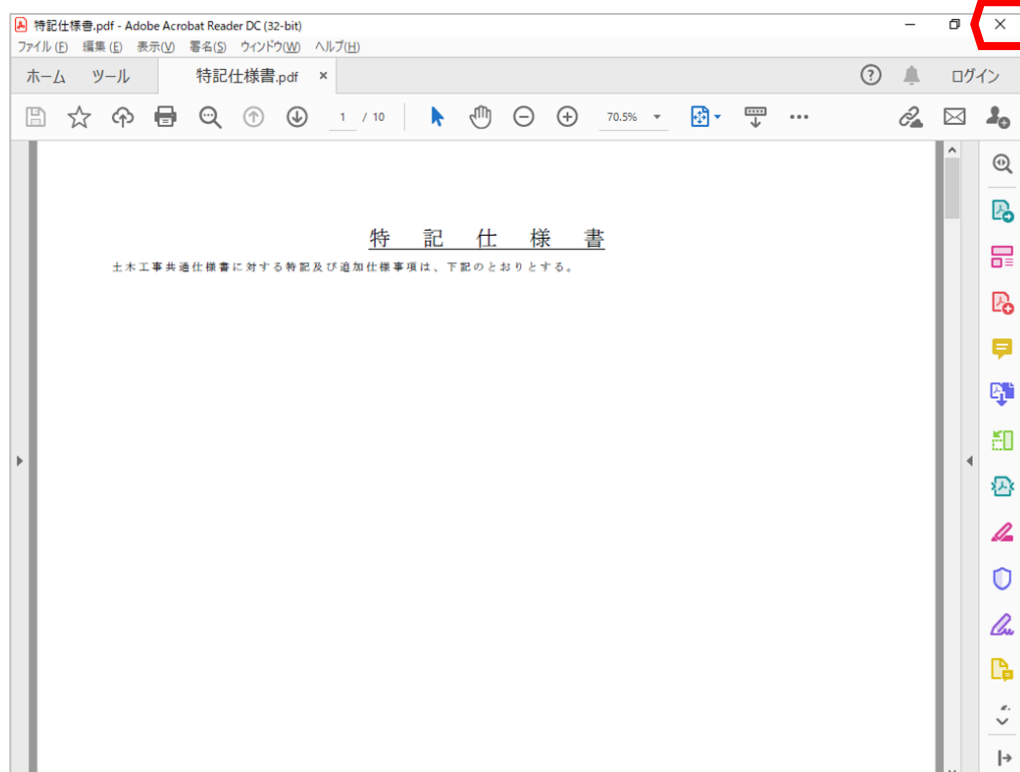 特記仕様書.pdf - Adobe Acrobat Reader DC (32-bit)
ファイル(F) 編集(E) 表示(V) 署名(S) ウィンドウ(W) ヘルプ(H)
ホーム ツール 特記仕様書.pdf × ログイン
1 / 10 70.5%
特 記 仕 様 書
土木工事共通仕様書に対する特記及び追加仕様事項は、下記のとおりとする。